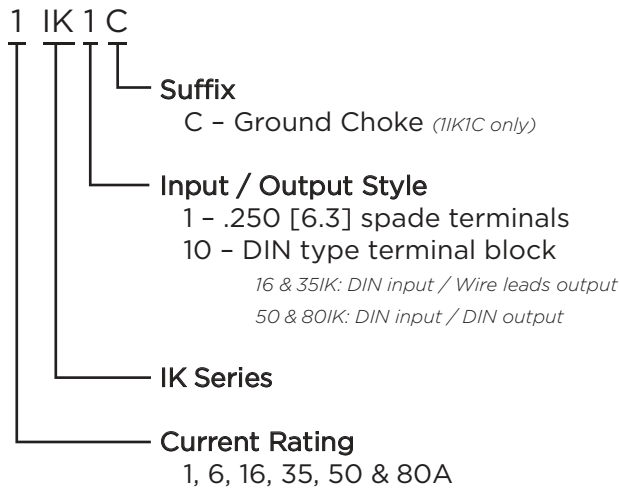 1 IK 1 C
Suffix
C – Ground Choke (1IK1C only)
Input / Output Style
1 – .250 [6.3] spade terminals
10 – DIN type terminal block
16 & 35IK: DIN input / Wire leads output
50 & 80IK: DIN input / DIN output
IK Series
Current Rating
1, 6, 16, 35, 50 & 80A